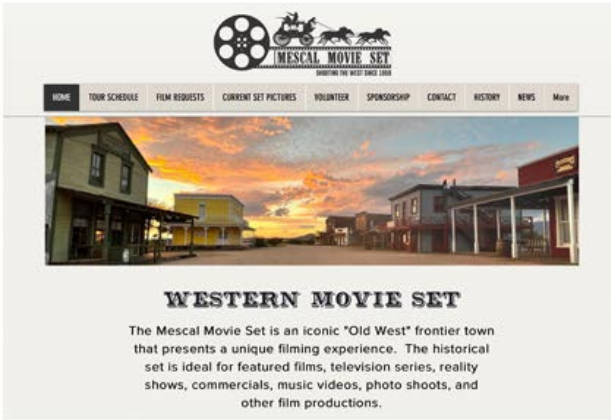 MESCAL MOVIE SET
SHOOTING THE WEST SINCE
HOME TOUR SCHEDULE FILM REQUESTS CURRENT SET PICTURES VOLUNTEER SPONSORSHIP CONTACT HISTORY NEWS More
WESTERN MOVIE SET
The Mescal Movie Set is an iconic "Old West" frontier town
that presents a unique filming experience. The historical
set is ideal for featured films, television series, reality
shows, commercials, music videos, photo shoots, and
other film productions.